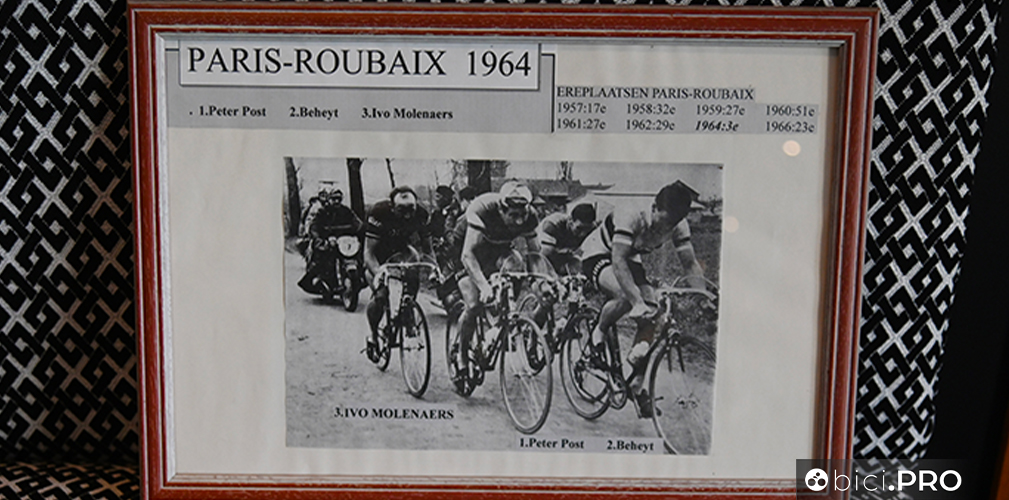 PARIS-ROUBAIX 1964
. 1.Peter Post 2.Beheyt 3.Ivo Molenaers
EREPLAATSEN PARIS-ROUBAIX
1957:17e 1958:32e 1959:27e 1960:51e
1961:27e 1962:29e 1964:3e 1966:23e
3.IVO MOLENAERS
1.Peter Post 2.Beheyt
bici.PRO